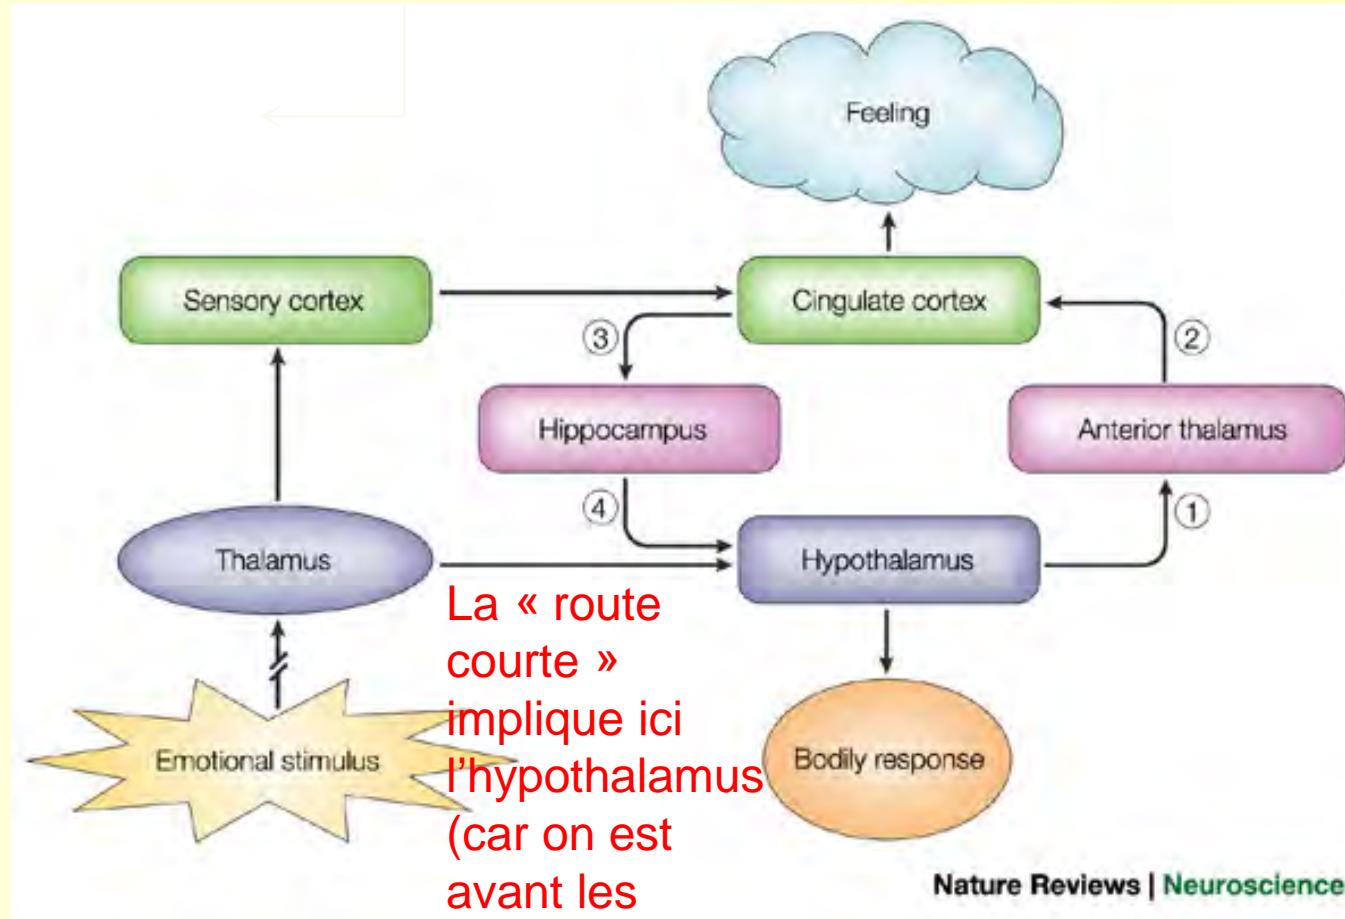 Feeling
Sensory cortex
Cingulate cortex
③
②
Hippocampus
Anterior thalamus
④
①
Thalamus
Hypothalamus
La « route
courte »
implique ici
l'hypothalamus
(car on est
avant les
Emotional stimulus
Bodily response
Nature Reviews | Neuroscience